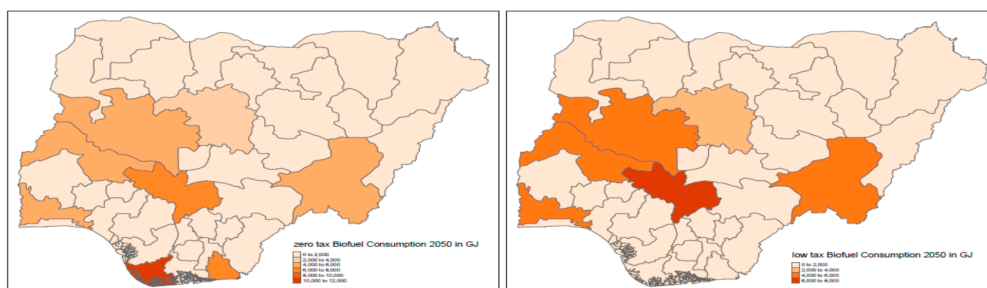 zero tax Biofuel Consumption 2050 in GJ
0 to 2,000
2,000 to 4,000
4,000 to 6,000
6,000 to 8,000
8,000 to 10,000
10,000 to 12,000
low tax Biofuel Consumption 2050 in GJ
0 to 2,000
2,000 to 4,000
4,000 to 6,000
6,000 to 8,000